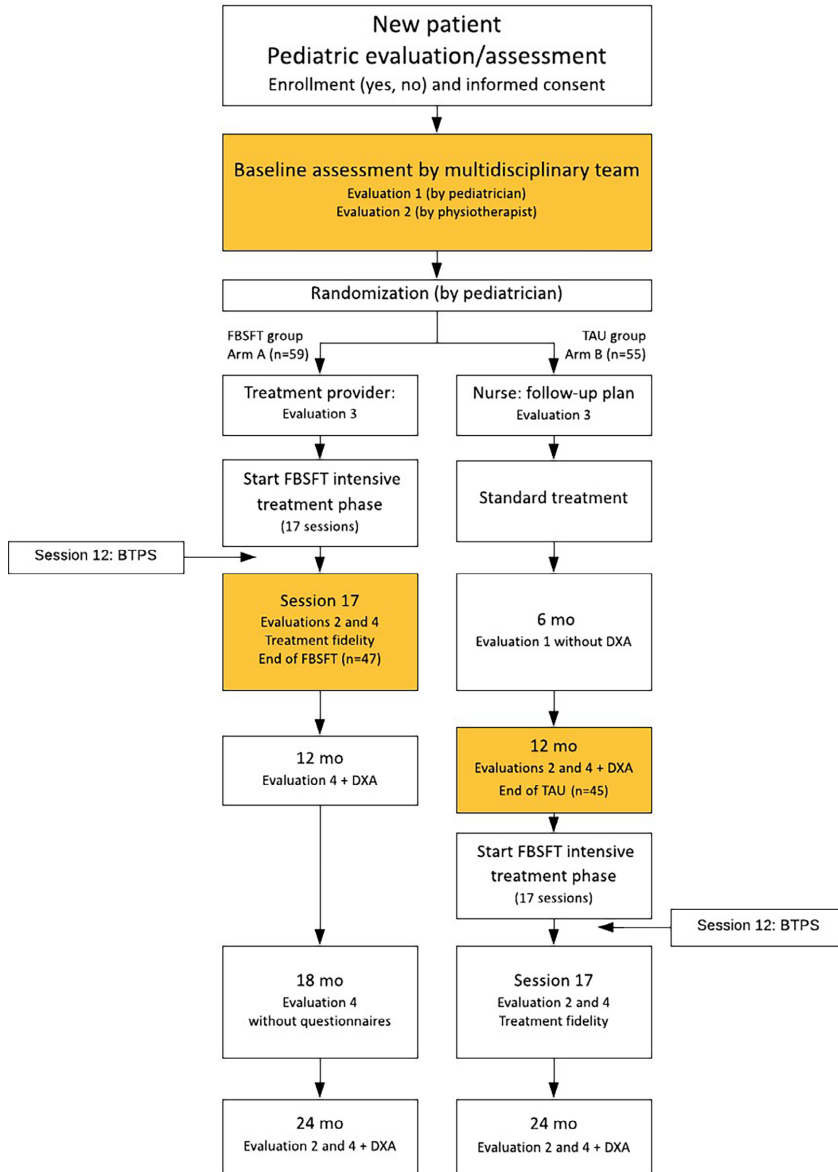 New patient
Pediatric evaluation/assessment
Enrollment (yes, no) and informed consent
Baseline assessment by multidisciplinary team
Evaluation 1 (by pediatrician)
Evaluation 2 (by physiotherapist)
Randomization (by pediatrician)
FBSFT group
Arm A (n=59)
TAU group
Arm B (n=55)
Treatment provider:
Evaluation 3
Nurse: follow-up plan
Evaluation 3
Start FBSFT intensive
treatment phase
(17 sessions)
Standard treatment
Session 12: BTPS
Session 17
Evaluations 2 and 4
Treatment fidelity
End of FBSFT (n=47)
6 mo
Evaluation 1 without DXA
12 mo
Evaluation 4 + DXA
12 mo
Evaluations 2 and 4 + DXA
End of TAU (n=45)
Start FBSFT intensive
treatment phase
(17 sessions)
Session 12: BTPS
18 mo
Evaluation 4
without questionnaires
Session 17
Evaluation 2 and 4
Treatment fidelity
24 mo
Evaluation 2 and 4 + DXA
24 mo
Evaluation 2 and 4 + DXA